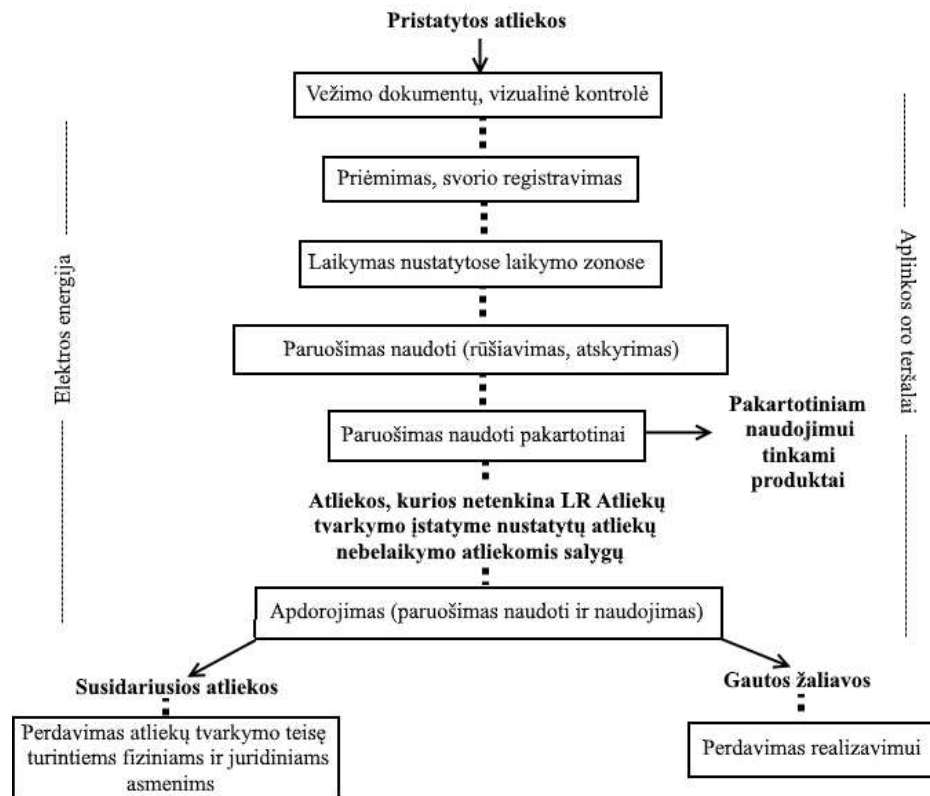 Pristatytos atliekos
Vežimo dokumentų, vizualinė kontrolė
Priėmimas, svorio registravimas
Laikymas nustatytose laikymo zonose
Paruošimas naudoti (rūšiavimas, atskyrimas)
Paruošimas naudoti pakartotinai
Pakartotiniam
naudojimui
tinkami
produktai
Atliekos, kurios netenkina LR Atliekų
tvarkymo įstatyme nustatytų atliekų
nebelaikymo atliekomis salygų
Apdorojimas (paruošimas naudoti ir naudojimas)
Susidariusios atliekos
Gautos žaliavos
Perdavimas atliekų tvarkymo teisę
turintiems fiziniams ir juridiniams
asmenims
Perdavimas realizavimui
Elektros energija
Aplinkos oro teršalai